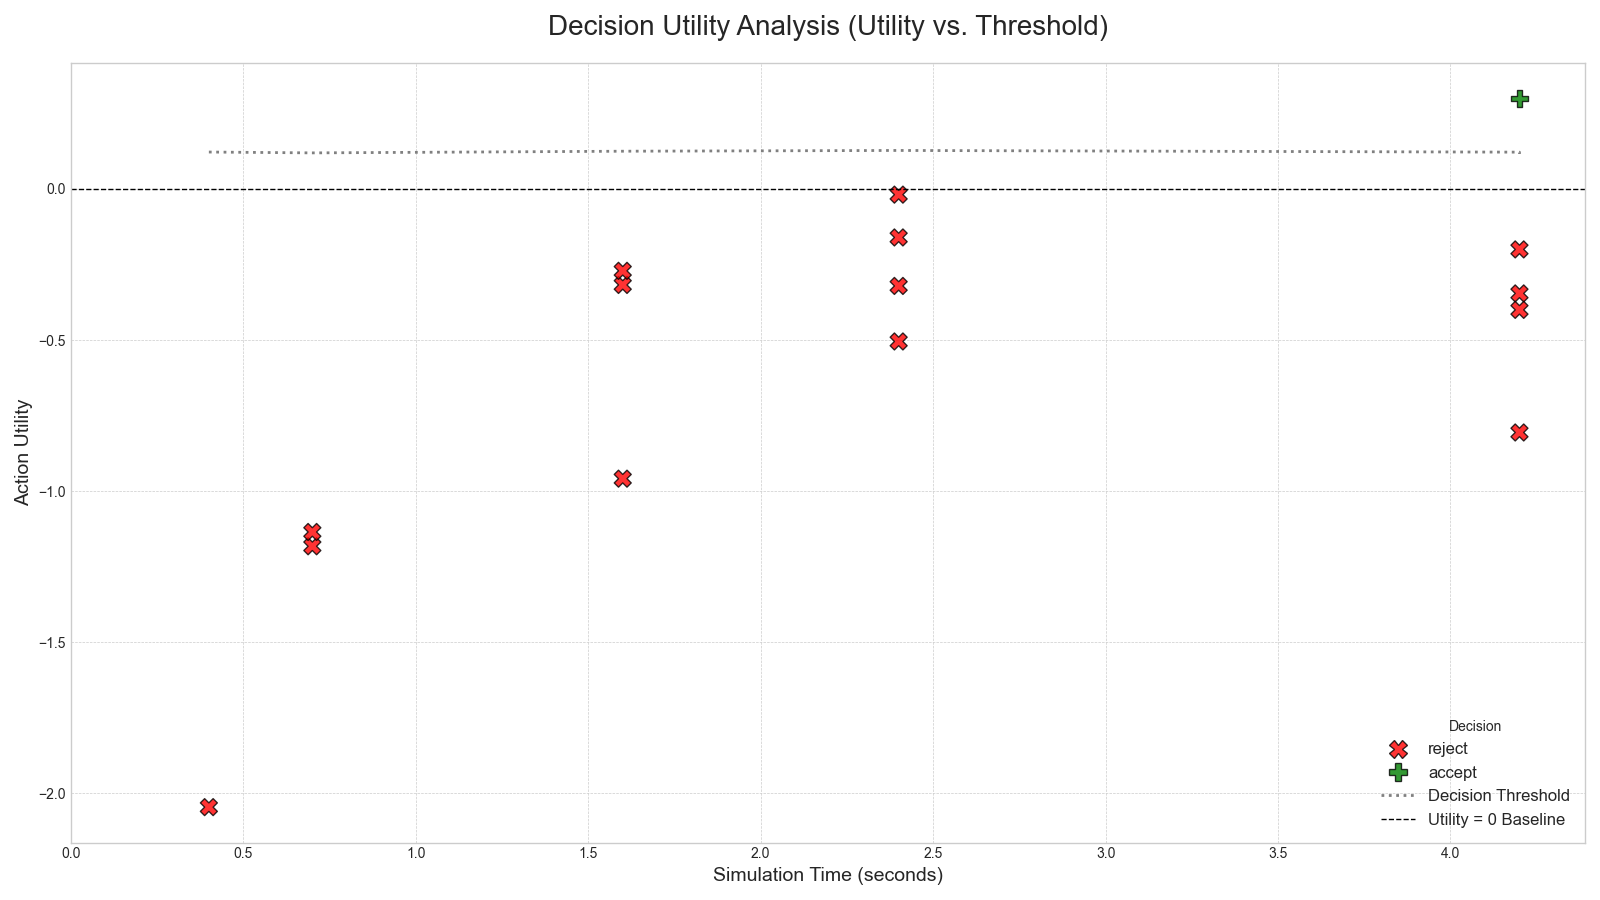 Decision Utility Analysis (Utility vs. Threshold)
Action Utility
0.0
−0.5
−1.0
−1.5
−2.0
Decision
reject
accept
Decision Threshold
Utility = 0 Baseline
0.0 0.5 1.0 1.5 2.0 2.5 3.0 3.5 4.0
Simulation Time (seconds)